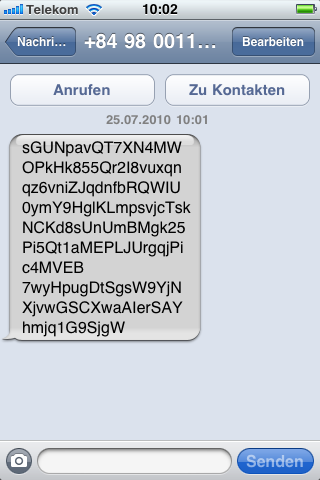 Telekom 10:02
Nachri... +84 98 0011... Bearbeiten
Anrufen Zu Kontakten
25.07.2010 10:01
sGUNpavQT7XN4MW
OPkHk855Qr2I8vuxqn
qz6vniZJqdnfbRQWIU
0ymY9HglKLmpsvjcTsk
NCKd8sUnUmBMgk25
Pi5Qt1aMEPLJUrgqjPi
c4MVEB
7wyHpugDtSgsW9YjN
XjvwGSCXwaAIerSAY
hmjq1G9SjgW
Senden